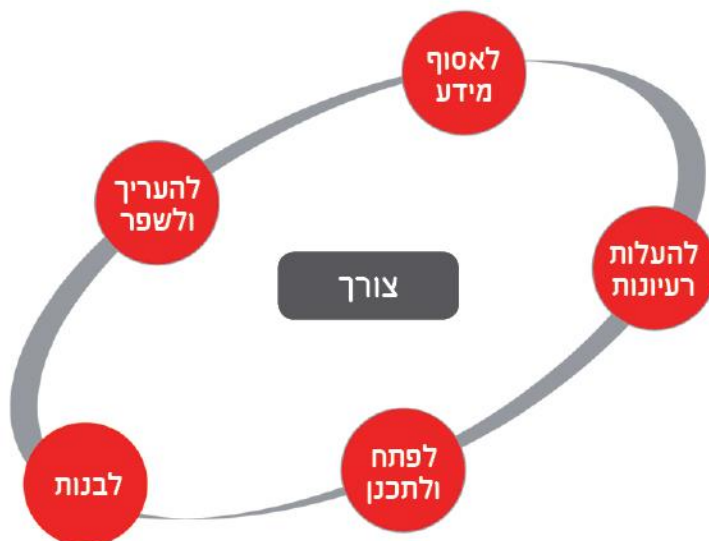 לאסוף
מידע
להעריך
ולשפר
להעלות
רעיונות
צורך
לפתח
ולתכנן
לבנות